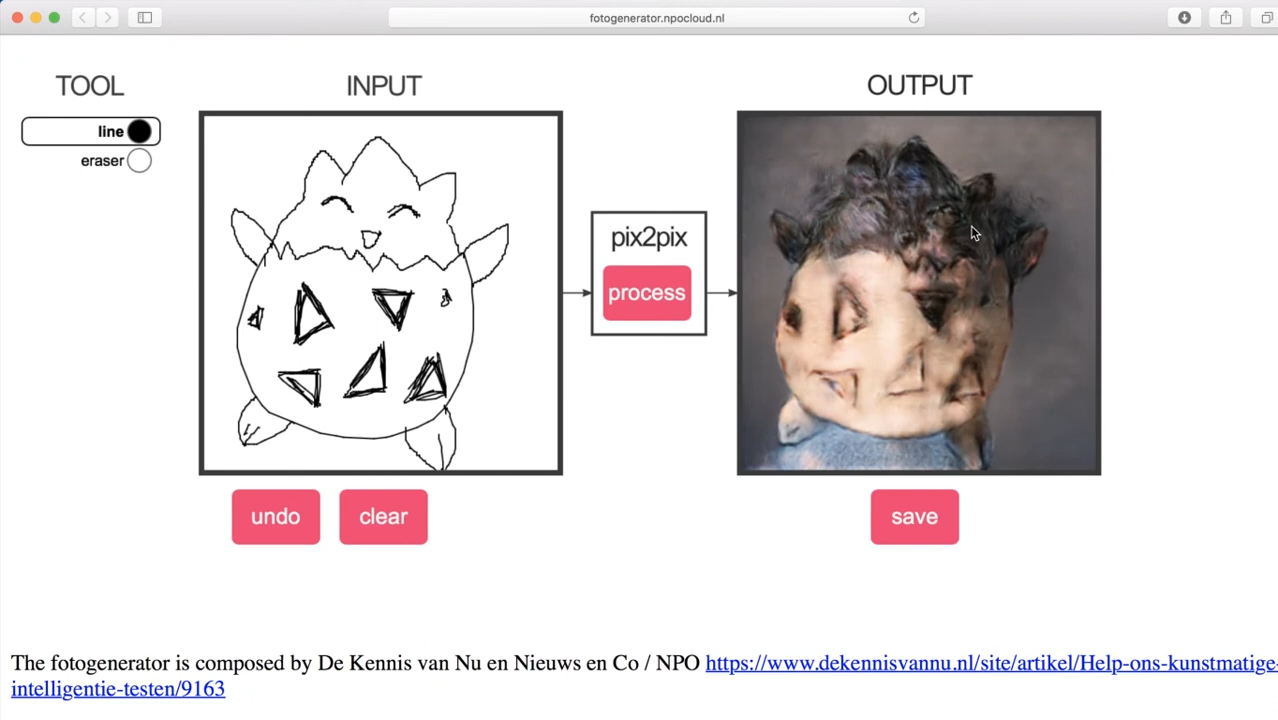 fotogenerator.npocloud.nl
TOOL
INPUT
OUTPUT
line
eraser
pix2pix
process
undo
clear
save
The fotogenerator is composed by De Kennis van Nu en Nieuws en Co / NPO https://www.dekennisvannu.nl/site/artikel/Help-ons-kunstmatige-
intelligentie-testen/9163